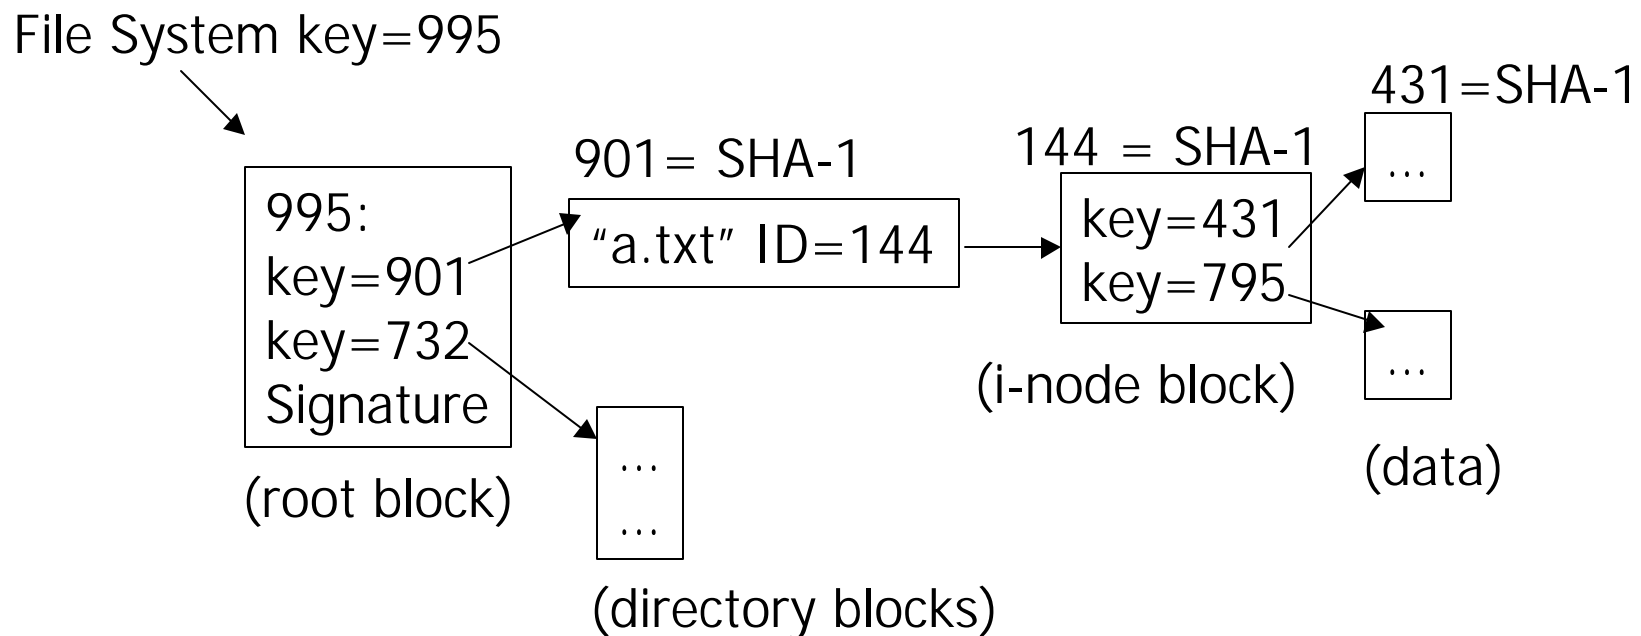 File System key=995
995:
key=901
key=732
Signature
(root block)
901= SHA-1
“a.txt” ID=144
...
...
(directory blocks)
144 = SHA-1
key=431
key=795
(i-node block)
431=SHA-1
...
...
(data)